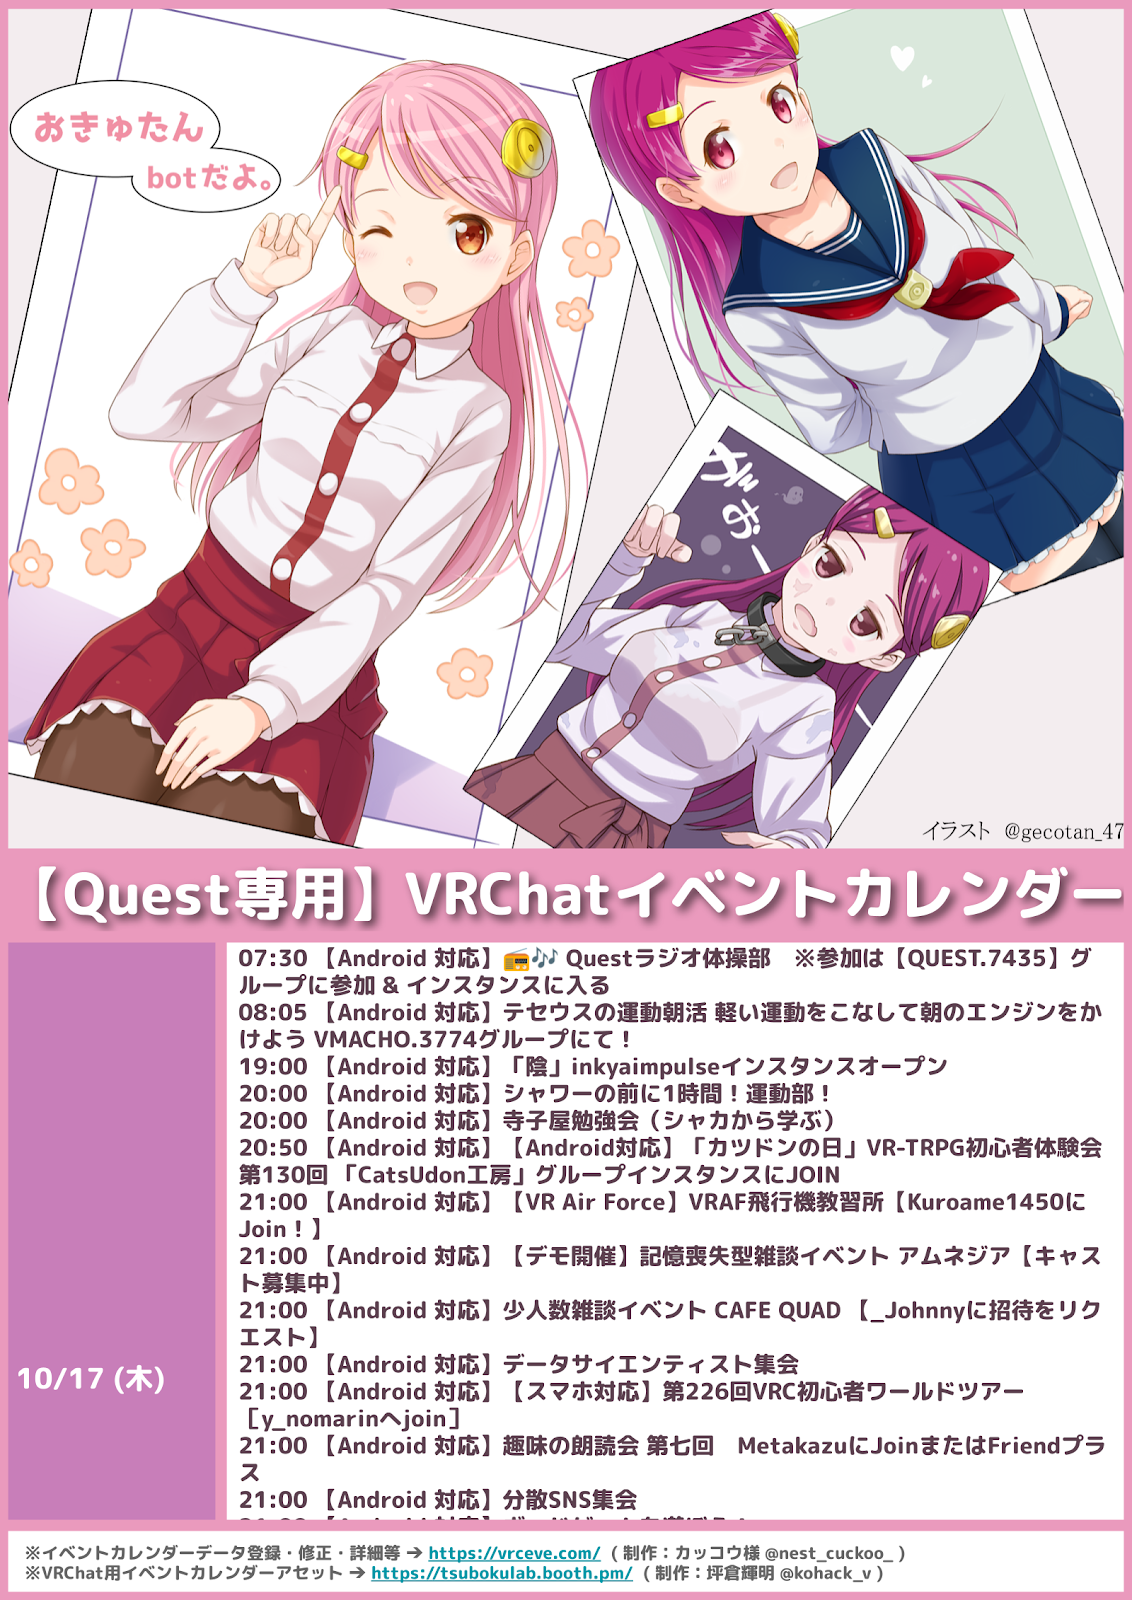 おきゅたん
botだよ。
がおー
イラスト @gecotan_47
【Quest専用】VRChatイベントカレンダー
10/17 (木)
07:30 【Android 対応】📻🎶 Questラジオ体操部　※参加は【QUEST.7435】グ
ループに参加 & インスタンスに入る
08:05 【Android 対応】テセウスの運動朝活 軽い運動をこなして朝のエンジンをか
けよう VMACHO.3774グループにて！
19:00 【Android 対応】「陰」inkyaimpulseインスタンスオープン
20:00 【Android 対応】シャワーの前に1時間！運動部！
20:00 【Android 対応】寺子屋勉強会（シャカから学ぶ）
20:50 【Android 対応】【Android対応】「カツドンの日」VR-TRPG初心者体験会
第130回 「CatsUdon工房」グループインスタンスにJOIN
21:00 【Android 対応】【VR Air Force】VRAF飛行機教習所【Kuroame1450に
Join！】
21:00 【Android 対応】【デモ開催】記憶喪失型雑談イベント アムネジア【キャス
ト募集中】
21:00 【Android 対応】少人数雑談イベント CAFE QUAD 【_Johnnyに招待をリク
エスト】
21:00 【Android 対応】データサイエンティスト集会
21:00 【Android 対応】【スマホ対応】第226回VRC初心者ワールドツアー
［y_nomarinへjoin］
21:00 【Android 対応】趣味の朗読会 第七回　MetakazuにJoinまたはFriendプラ
ス
21:00 【Android 対応】分散SNS集会
※イベントカレンダーデータ登録・修正・詳細等 ➔ https://vrceve.com/ ( 制作：カッコウ様 @nest_cuckoo_ )
※VRChat用イベントカレンダーアセット ➔ https://tsubokulab.booth.pm/ ( 制作：坪倉輝明 @kohack_v )